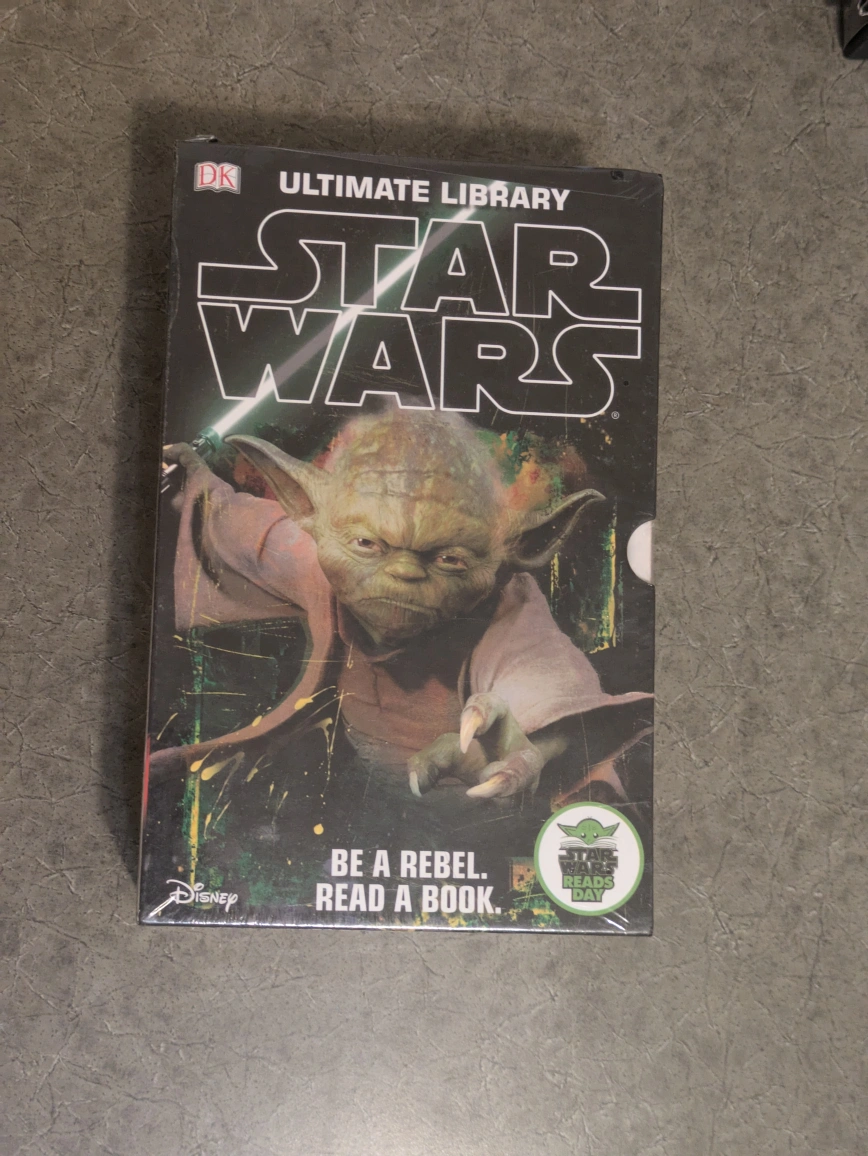 DK
ULTIMATE LIBRARY
STAR
WARS®
BE A REBEL.
READ A BOOK.
Disney
STAR
WARS
READS
DAY